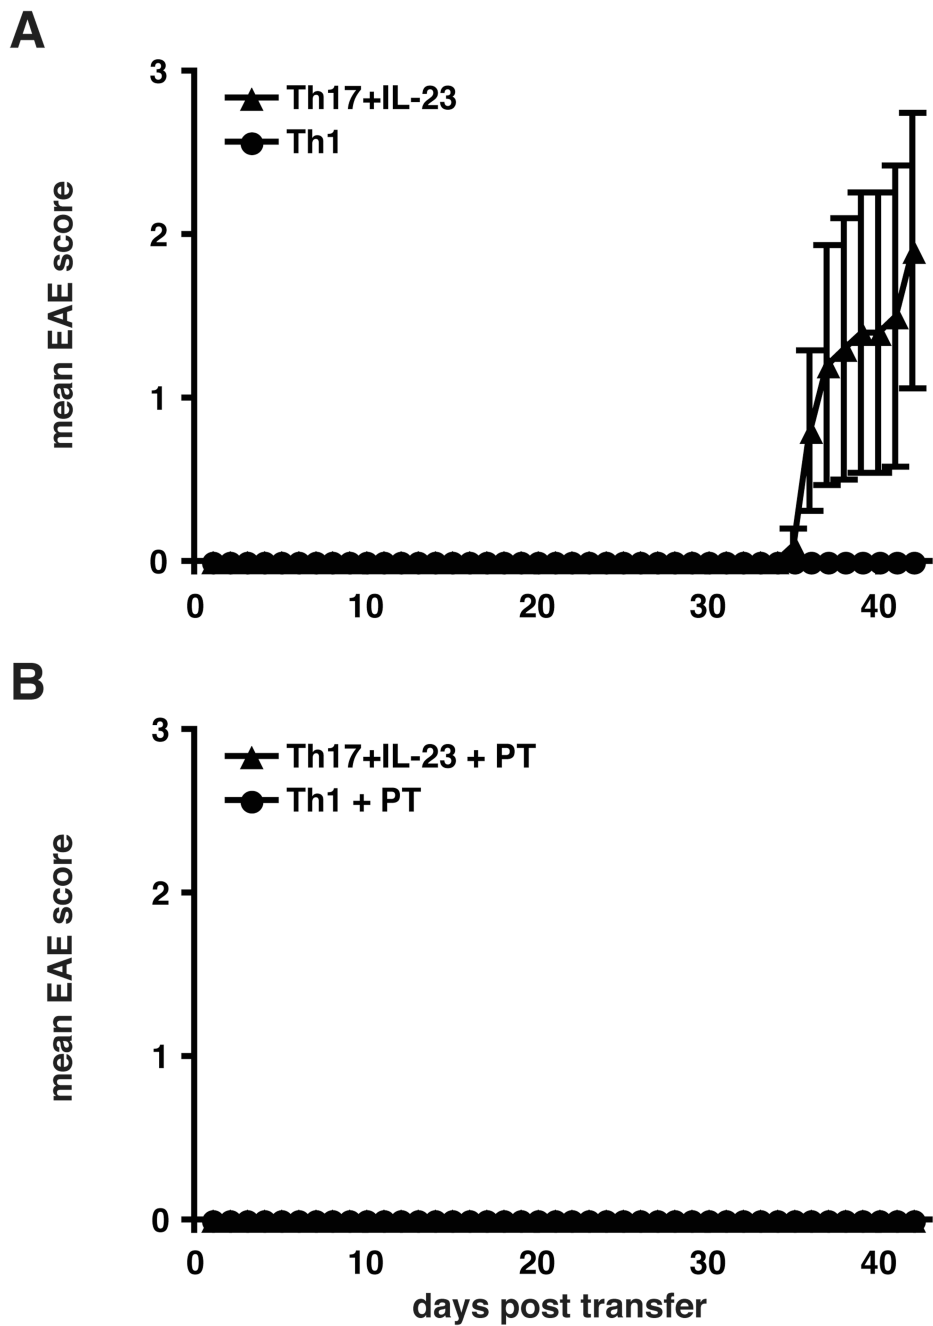 A
3
Th17+IL-23
Th1
2
1
0
mean EAE score
0 10 20 30 40
B
3
Th17+IL-23 + PT
Th1 + PT
2
1
0
mean EAE score
0 10 20 30 40
days post transfer